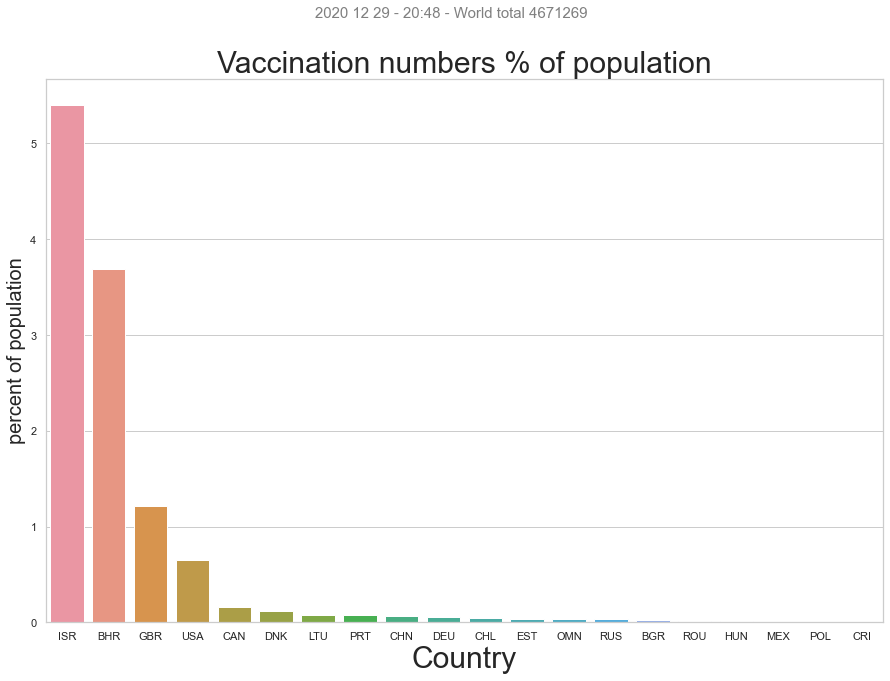 2020 12 29 - 20:48 - World total 4671269
Vaccination numbers % of population
percent of population
5
4
3
2
1
0
ISR BHR GBR USA CAN DNK LTU PRT CHN DEU CHL EST OMN RUS BGR ROU HUN MEX POL CRI
Country